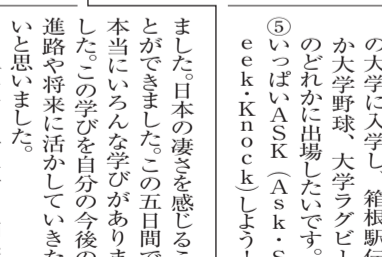 の大学に入学し、箱根駅伝
か大学野球、大学ラグビー
のどれかに出場したいです。
⑤いっぱいASK（Ask・S
eek・Knock）しよう！
ました。日本の凄さを感じるこ
とができました。この五日間で
本当にいろんな学びがありま
した。この学びを自分の今後の
進路や将来に活かしていきた
いと思いました。